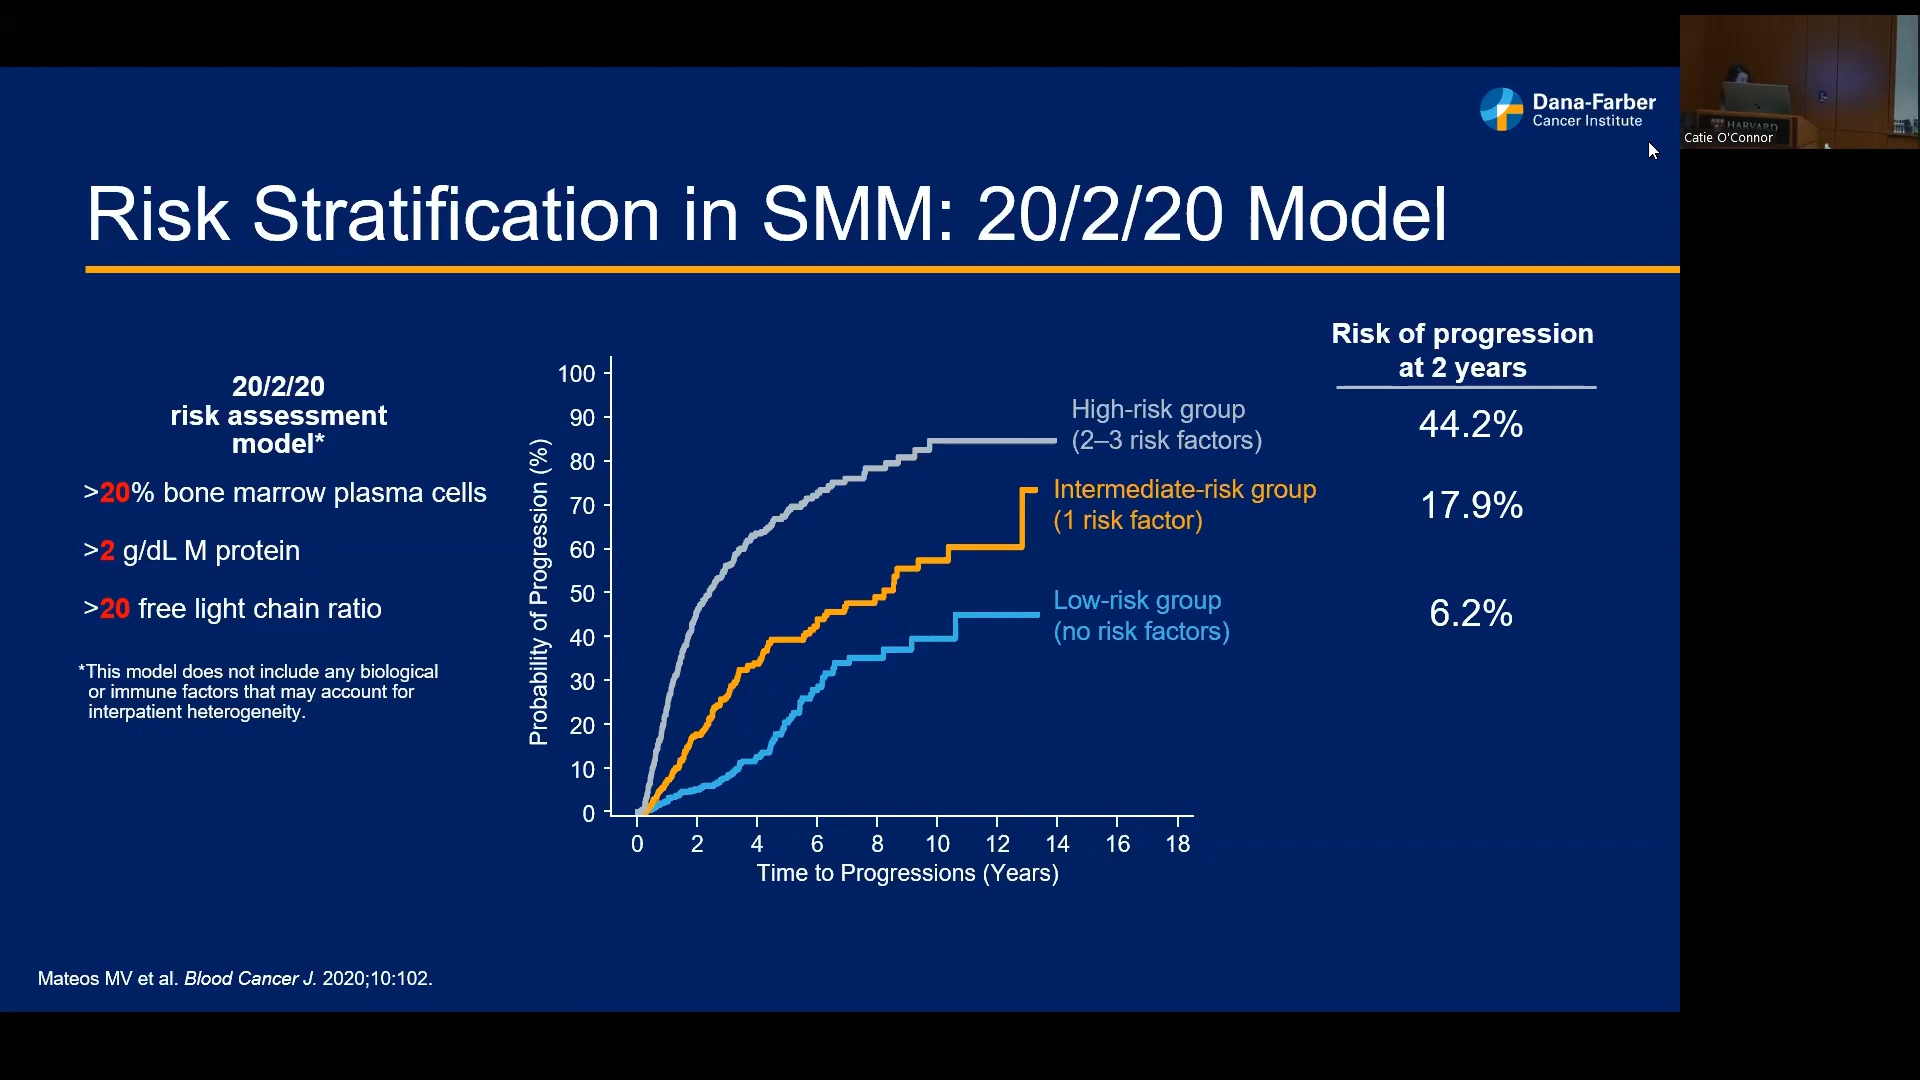 Dana-Farber
Cancer Institute
HARVARD
Catie O'Connor
Risk Stratification in SMM: 20/2/20 Model
20/2/20
risk assessment
model*
>20% bone marrow plasma cells
>2 g/dL M protein
>20 free light chain ratio
*This model does not include any biological
or immune factors that may account for
interpatient heterogeneity.
Probability of Progression (%)
100
90
80
70
60
50
40
30
20
10
0
0 2 4 6 8 10 12 14 16 18
Time to Progressions (Years)
High-risk group
(2–3 risk factors)
Intermediate-risk group
(1 risk factor)
Low-risk group
(no risk factors)
Risk of progression
at 2 years
44.2%
17.9%
6.2%
Mateos MV et al. Blood Cancer J. 2020;10:102.